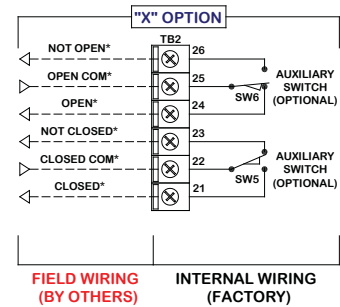 "X" OPTION
TB2
NOT OPEN* 26
OPEN COM* 25
SW6
AUXILIARY
SWITCH
(OPTIONAL)
OPEN* 24
NOT CLOSED* 23
CLOSED COM* 22
SW5
AUXILIARY
SWITCH
(OPTIONAL)
CLOSED* 21
FIELD WIRING
(BY OTHERS)
INTERNAL WIRING
(FACTORY)